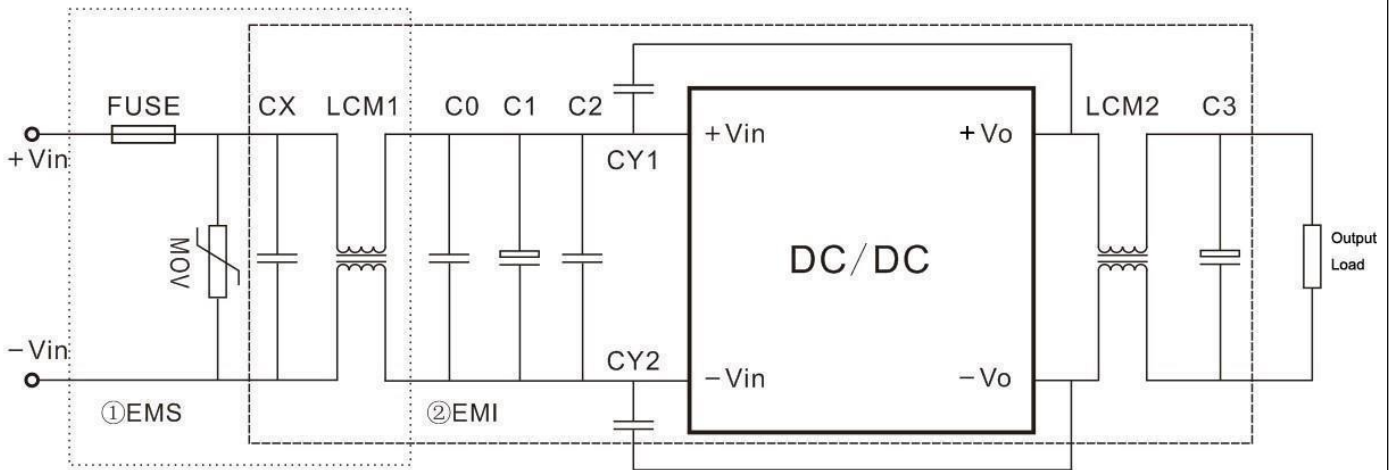 FUSE
CX
LCM1
C0
C1
C2
LCM2
C3
+Vin
CY1
+Vin
+Vo
MOV
DC/DC
Output
Load
−Vin
CY2
−Vin
−Vo
①EMS
②EMI